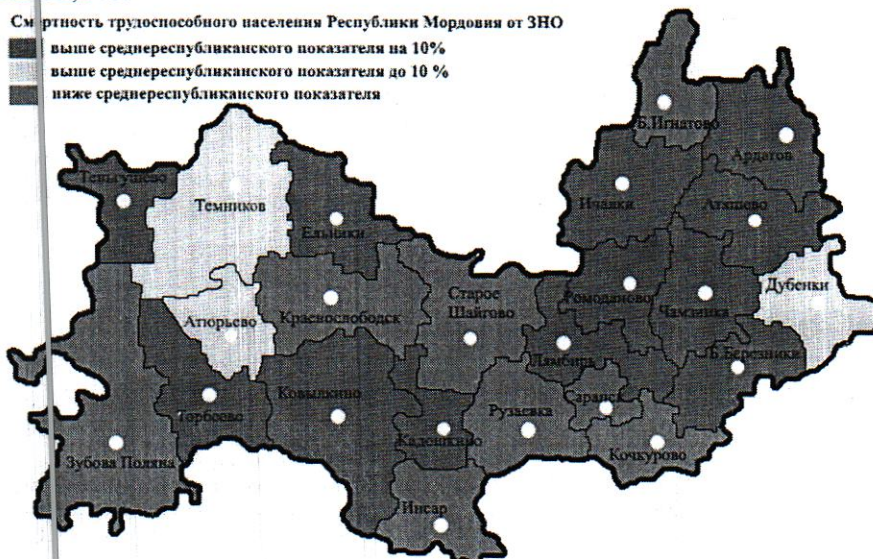 Смертность трудоспособного населения Республики Мордовия от ЗНО
выше среднереспубликанского показателя на 10%
выше среднереспубликанского показателя до 10 %
ниже среднереспубликанского показателя
Б.Игнатово
Ардатов
Теньгушево
Темников
Ичалки
Атяшево
Ельники
Дубенки
Старое
Шайгово
Ромоданово
Чамзинка
Атюрьево
Краснослободск
Лямбирь
Б.Березники
Торбеево
Ковылкино
Саранск
Рузаевка
Кадошкино
Зубова Поляна
Кочкурово
Инсар